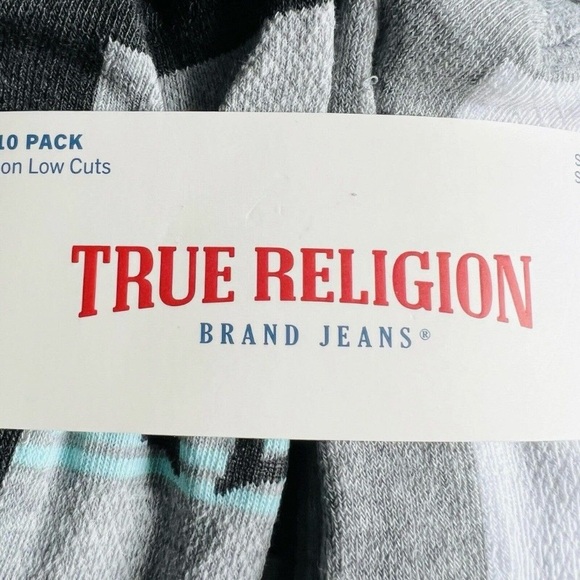 10 PACK
on Low Cuts
TRUE RELIGION
BRAND JEANS®